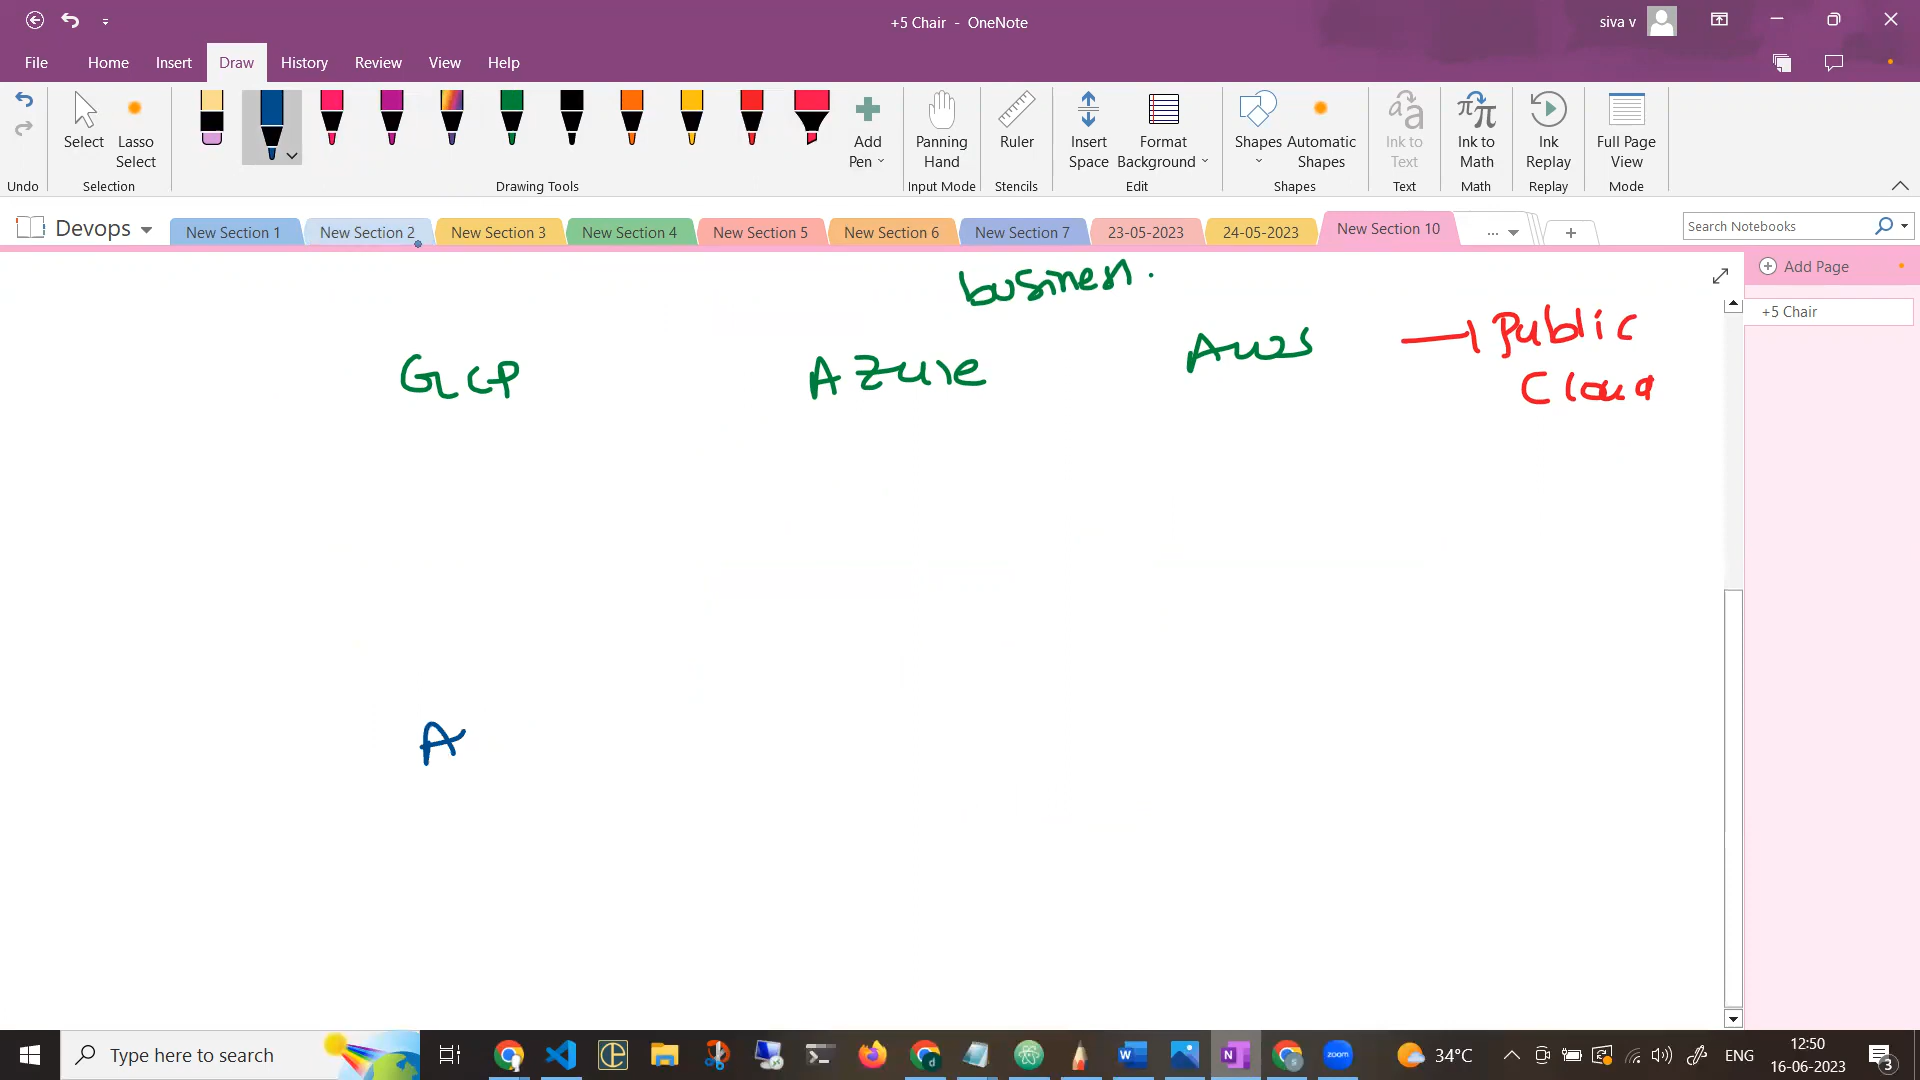 +5 Chair - OneNote
siva v
File Home Insert Draw History Review View Help
Select
Lasso Select
Add Pen
Panning Hand
Ruler
Insert Space
Format Background
Shapes
Automatic Shapes
Ink to Text
Ink to Math
Ink Replay
Full Page View
Undo Selection Drawing Tools Input Mode Stencils Edit Shapes Text Math Replay Mode
Devops
New Section 1 New Section 2 New Section 3 New Section 4 New Section 5 New Section 6 New Section 7 23-05-2023 24-05-2023 New Section 10 ...
Search Notebooks
Add Page
+5 Chair
business.
GCP Azure Aws Public
Cloud
A
Type here to search
zoom
34°C
ENG
12:50
16-06-2023
3